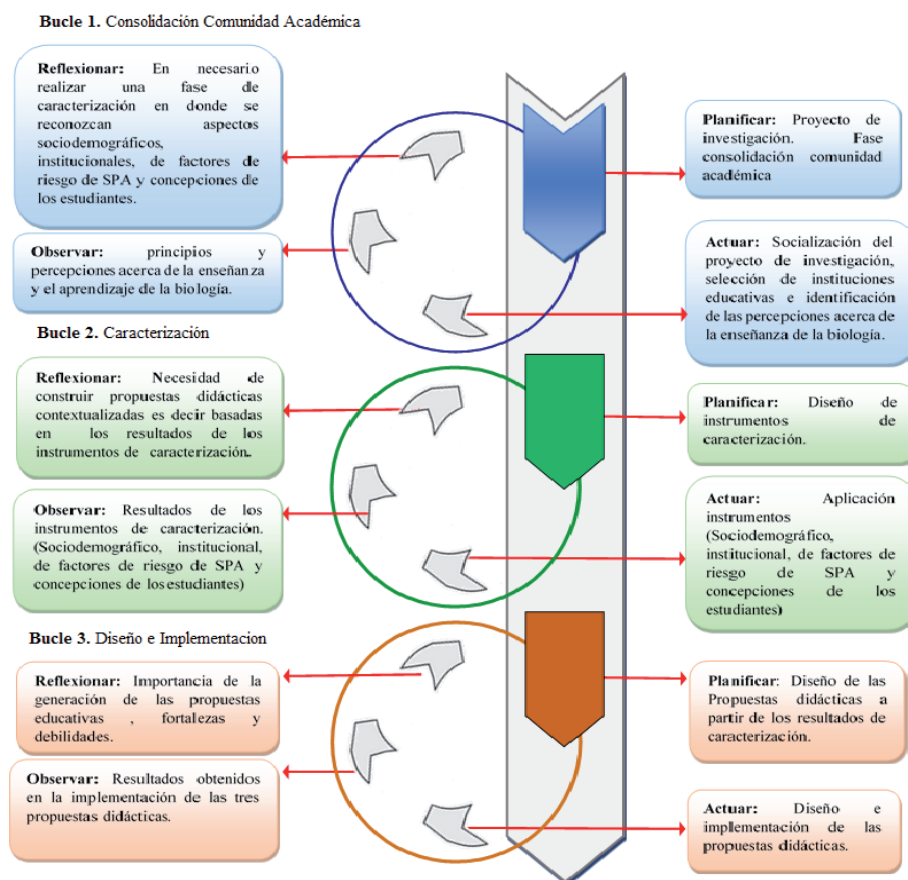 Bucle 1. Consolidación Comunidad Académica
Reflexionar: En necesario
realizar una fase de
caracterización en donde se
reconozcan aspectos
sociodemográficos,
institucionales, de factores de
riesgo de SPA y concepciones de
los estudiantes.
Planificar: Proyecto de
investigación. Fase
consolidación comunidad
académica
Observar: principios y
percepciones acerca de la enseñanza
y el aprendizaje de la biología.
Actuar: Socialización del
proyecto de investigación,
selección de instituciones
educativas e identificación
de las percepciones acerca de
la enseñanza de la biología.
Bucle 2. Caracterización
Reflexionar: Necesidad de
construir propuestas didácticas
contextualizadas es decir basadas
en los resultados de los
instrumentos de caracterización.
Planificar: Diseño de
instrumentos de
caracterización.
Observar: Resultados de los
instrumentos de caracterización.
(Sociodemográfico, institucional,
de factores de riesgo de SPA y
concepciones de los estudiantes)
Actuar: Aplicación
instrumentos
(Sociodemográfico,
institucional, de factores de
riesgo de SPA y
concepciones de los
estudiantes)
Bucle 3. Diseño e Implementacion
Reflexionar: Importancia de la
generación de las propuestas
educativas , fortalezas y
debilidades.
Planificar: Diseño de las
Propuestas didácticas a
partir de los resultados de
caracterización.
Observar: Resultados obtenidos
en la implementación de las tres
propuestas didácticas.
Actuar: Diseño e
implementación de las
propuestas didácticas.